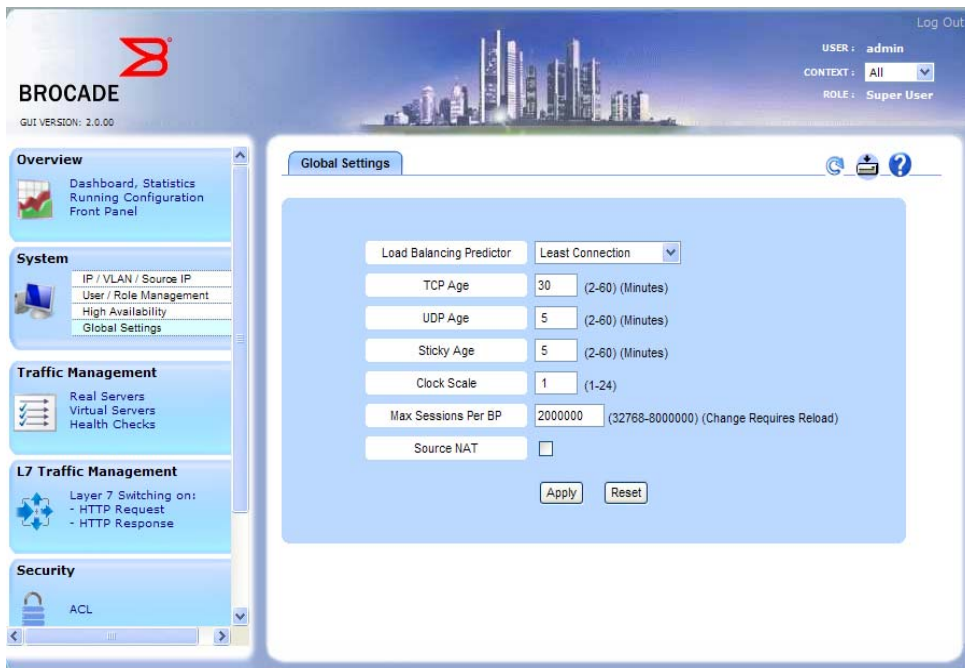 Log Out
USER : admin
CONTEXT : All
ROLE : Super User
BROCADE
GUI VERSION: 2.0.00
Overview
Dashboard, Statistics
Running Configuration
Front Panel
System
IP / VLAN / Source IP
User / Role Management
High Availability
Global Settings
Traffic Management
Real Servers
Virtual Servers
Health Checks
L7 Traffic Management
Layer 7 Switching on:
- HTTP Request
- HTTP Response
Security
ACL
Global Settings
Load Balancing Predictor Least Connection
TCP Age 30 (2-60) (Minutes)
UDP Age 5 (2-60) (Minutes)
Sticky Age 5 (2-60) (Minutes)
Clock Scale 1 (1-24)
Max Sessions Per BP 2000000 (32768-8000000) (Change Requires Reload)
Source NAT
Apply Reset